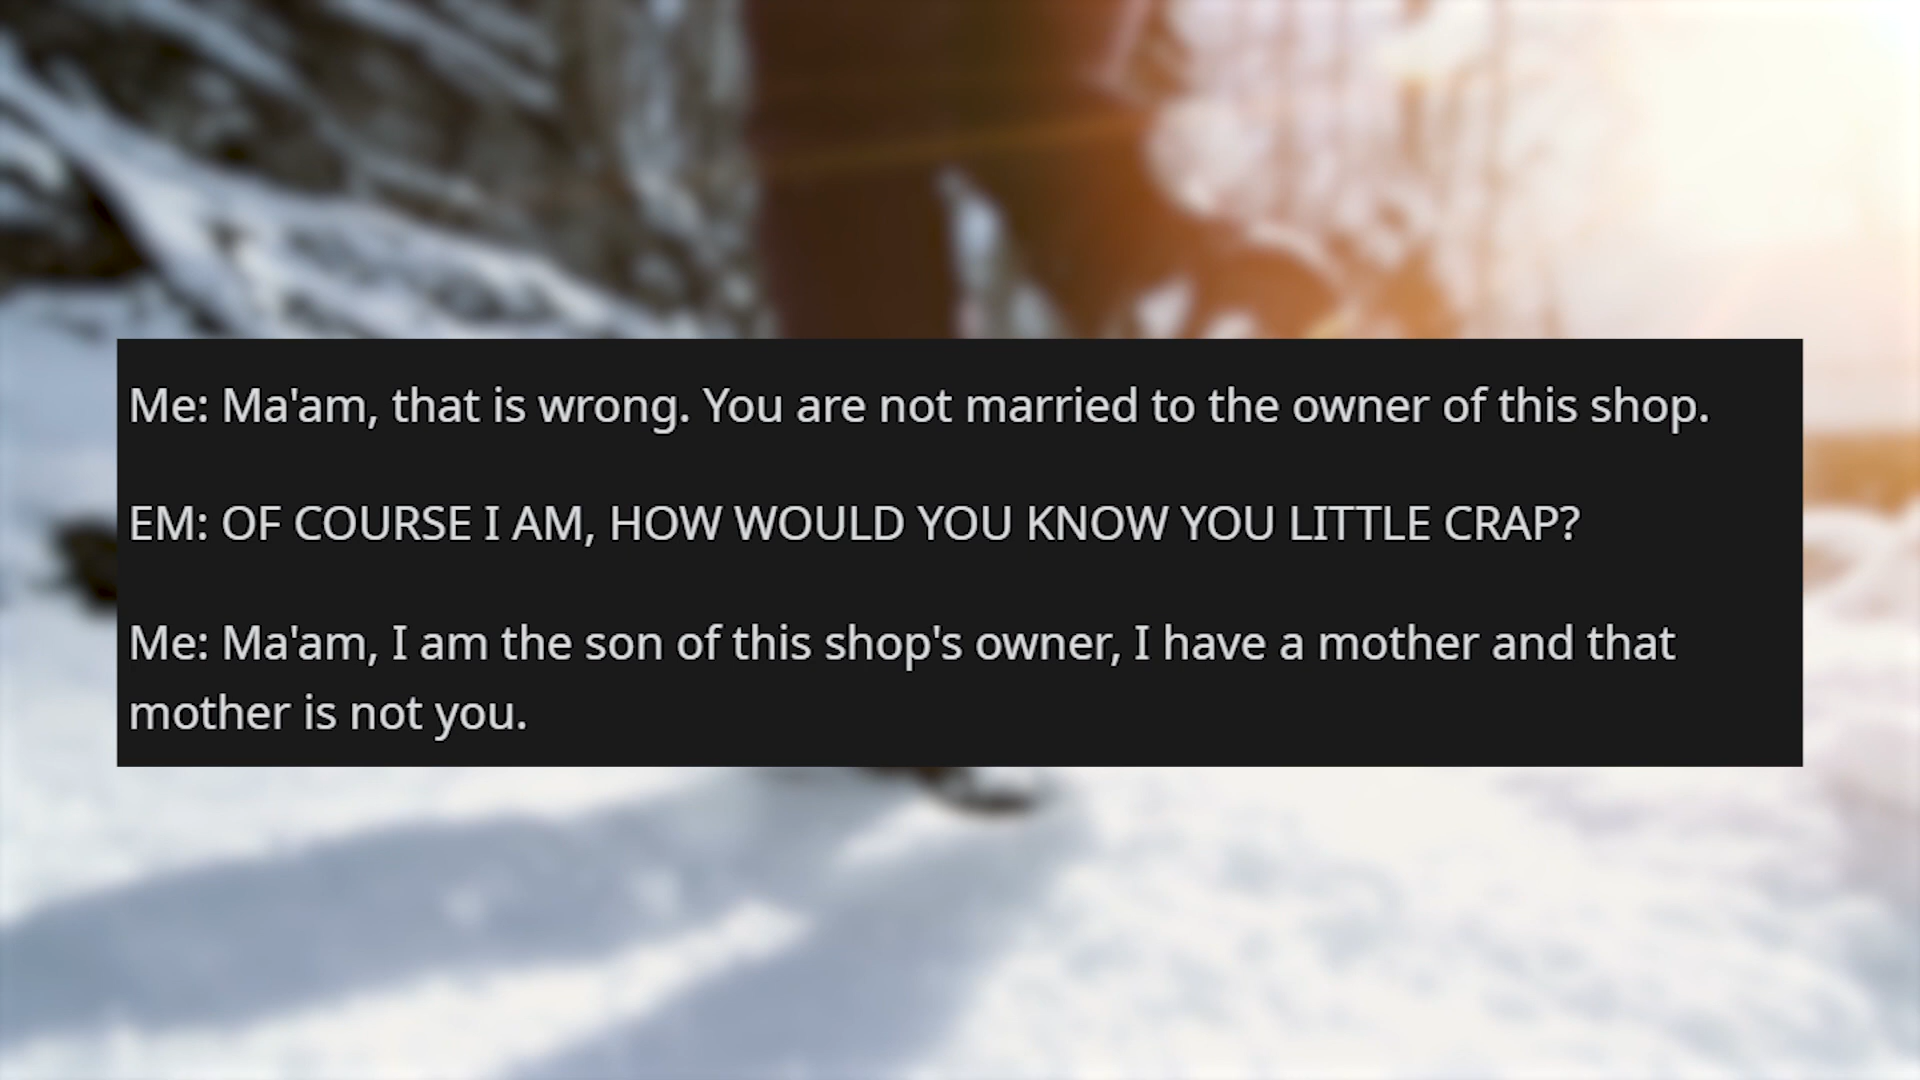 Me: Ma'am, that is wrong. You are not married to the owner of this shop.
EM: OF COURSE I AM, HOW WOULD YOU KNOW YOU LITTLE CRAP?
Me: Ma'am, I am the son of this shop's owner, I have a mother and that
mother is not you.